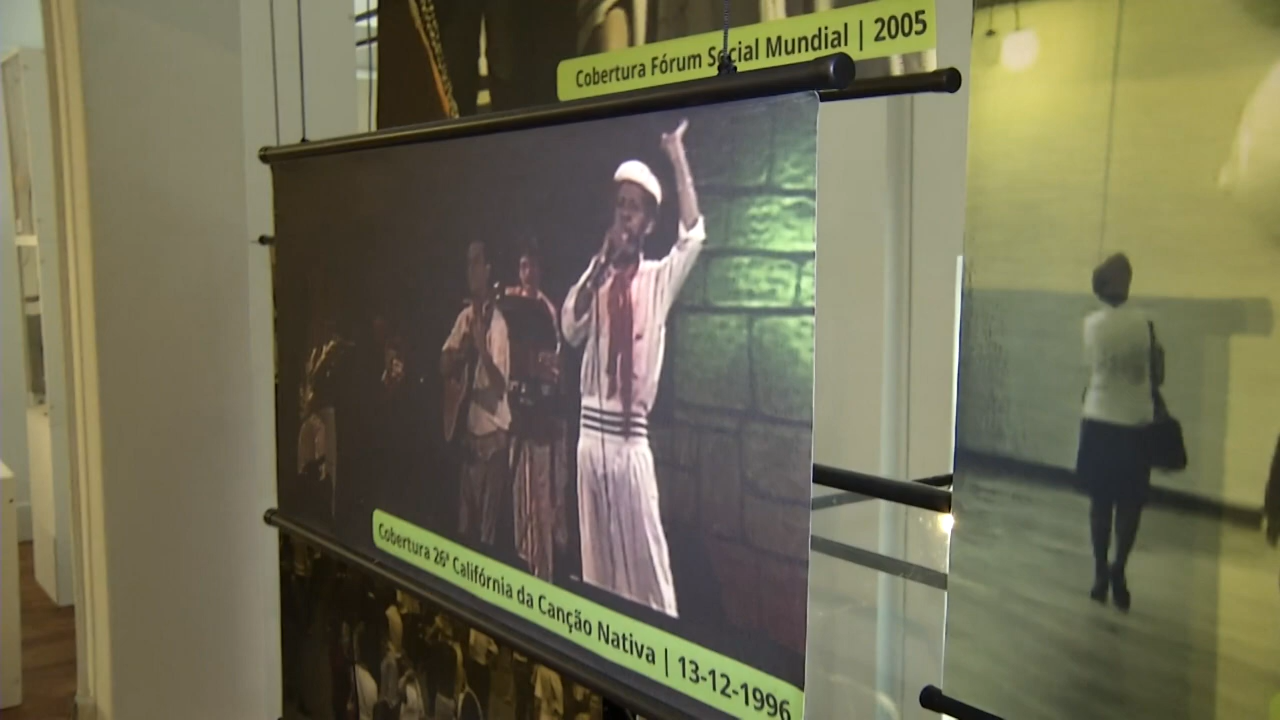 Cobertura Fórum Social Mundial | 2005
Cobertura 26ª Califórnia da Canção Nativa | 13-12-1996